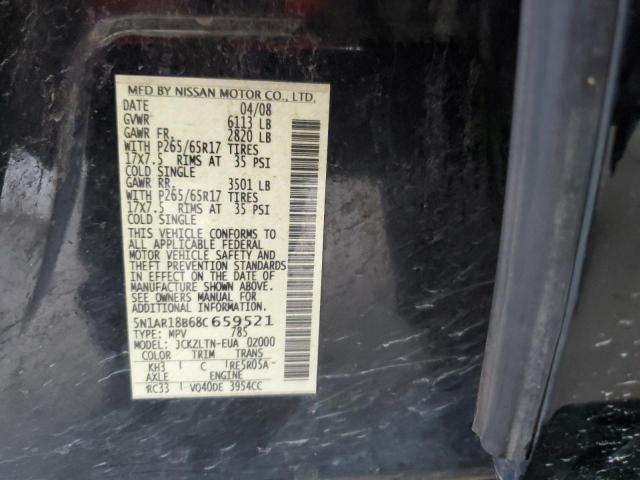 MFD BY NISSAN MOTOR CO., LTD.
DATE 04/08
GVWR 6113 LB
GAWR FR. 2820 LB
WITH P265/65R17 TIRES
17X7.5 RIMS AT 35 PSI
COLD SINGLE
GAWR RR. 3501 LB
WITH P265/65R17 TIRES
17X7.5 RIMS AT 35 PSI
COLD SINGLE
THIS VEHICLE CONFORMS TO
ALL APPLICABLE FEDERAL
MOTOR VEHICLE SAFETY AND
THEFT PREVENTION STANDARDS
IN EFFECT ON THE DATE OF
MANUFACTURE SHOWN ABOVE.
SEE OWNERS MANUAL FOR
ADDITIONAL INFORMATION.
5N1AR18B68C659521
TYPE: MPV 785
MODEL: JCKZLTN-EUA 02000
COLOR TRIM TRANS
KH3 C RE5R05A
AXLE ENGINE
RC33 VQ40DE 3954CC